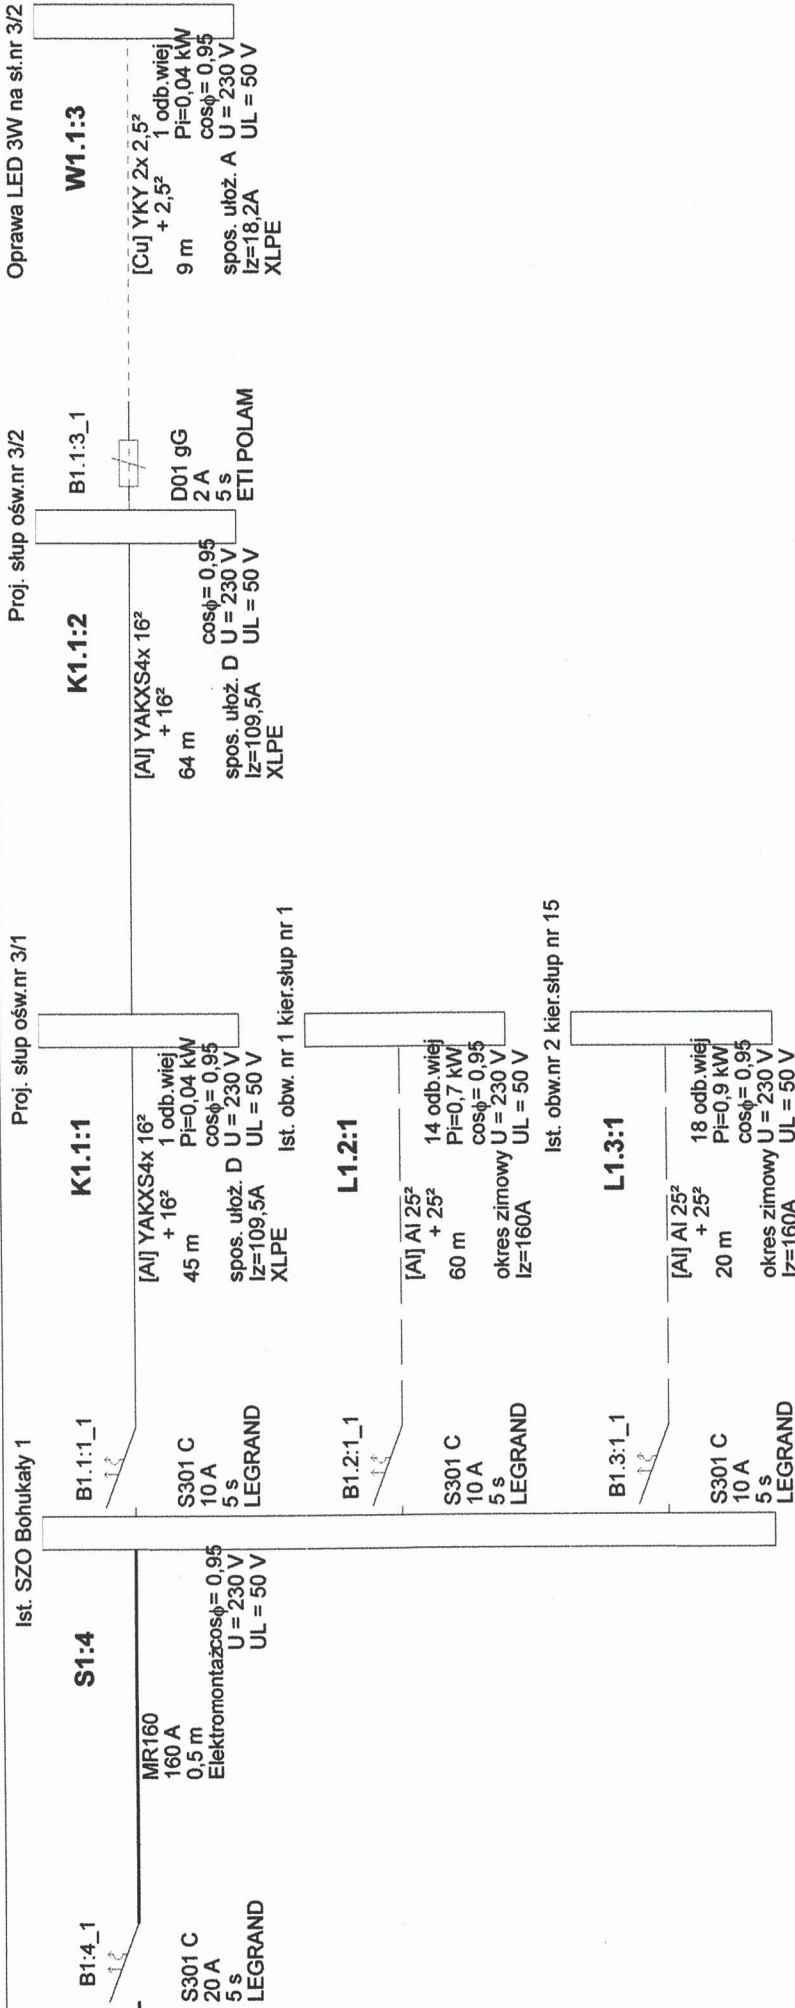 B1:4_1
S301 C
20 A
5 s
LEGRAND
S1:4
MR160
160 A
0,5 m
Elektromontaż
cosϕ= 0,95
U = 230 V
UL = 50 V
Ist. SZO Bohukały 1
B1.1:1_1
S301 C
10 A
5 s
LEGRAND
K1.1:1
[Al] YAKXS4x 16²
+ 16²
45 m
1 odb.wiej
Pi=0,04 kW
cosϕ= 0,95
spos. ułoż. D U = 230 V
Iz=109,5A UL = 50 V
XLPE
Proj. słup ośw.nr 3/1
K1.1:2
[Al] YAKXS4x 16²
+ 16²
64 m
cosϕ= 0,95
spos. ułoż. D U = 230 V
Iz=109,5A UL = 50 V
XLPE
Proj. słup ośw.nr 3/2
B1.1:3_1
D01 gG
2 A
5 s
ETI POLAM
W1.1:3
[Cu] YKY 2x 2,5²
+ 2,5²
9 m
1 odb.wiej
Pi=0,04 kW
cosϕ= 0,95
spos. ułoż. A U = 230 V
Iz=18,2A UL = 50 V
XLPE
Oprawa LED 3W na sł.nr 3/2
B1.2:1_1
S301 C
10 A
5 s
LEGRAND
L1.2:1
[Al] Al 25²
+ 25²
60 m
14 odb.wiej
Pi=0,7 kW
cosϕ= 0,95
okres zimowy U = 230 V
Iz=160A UL = 50 V
Ist. obw. nr 1 kier.słup nr 1
B1.3:1_1
S301 C
10 A
5 s
LEGRAND
L1.3:1
[Al] Al 25²
+ 25²
20 m
18 odb.wiej
Pi=0,9 kW
cosϕ= 0,95
okres zimowy U = 230 V
Iz=160A UL = 50 V
Ist. obw.nr 2 kier.słup nr 15